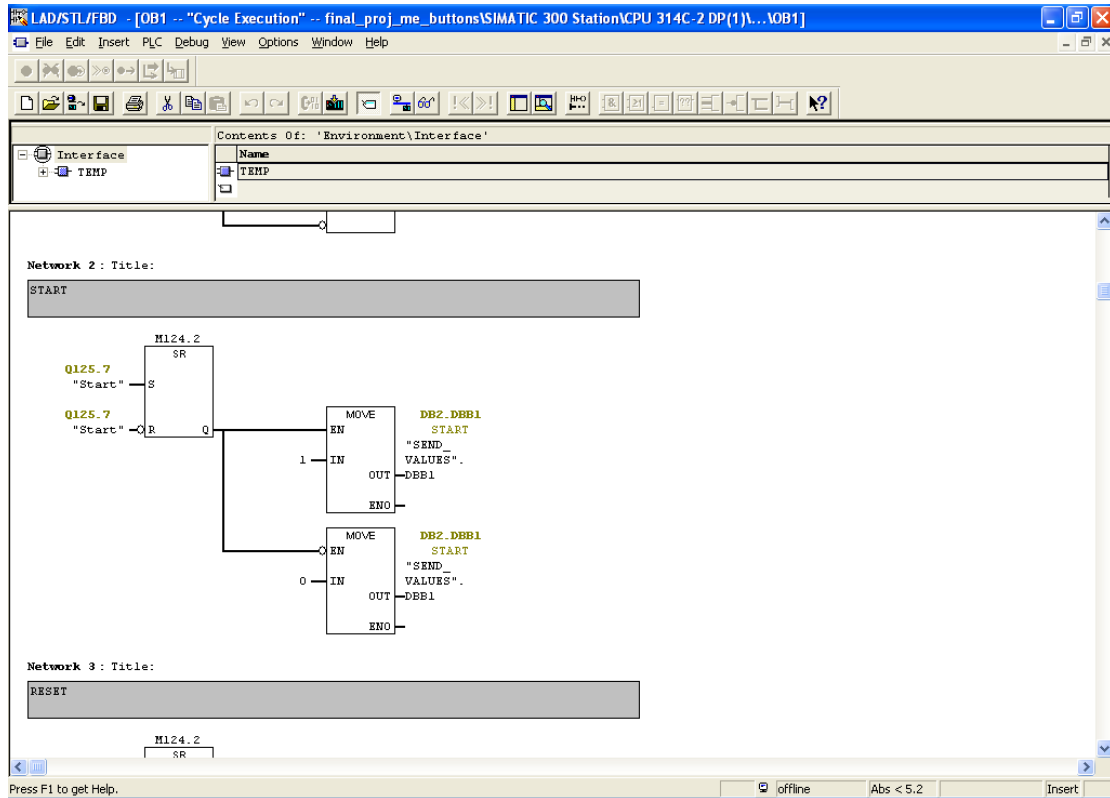 LAD/STL/FBD - [OB1 -- "Cycle Execution" -- final_proj_me_buttons\SIMATIC 300 Station\CPU 314C-2 DP(1)\...\OB1]
File Edit Insert PLC Debug View Options Window Help
Contents Of: 'Environment\Interface'
Interface
TEMP
Name
TEMP
Network 2 : Title:
START
M124.2
SR
Q125.7
"Start"
S
Q125.7
"Start"
R Q
MOVE
EN
1
IN
OUT
ENO
DB2.DBB1
START
"SEND_
VALUES".
DBB1
MOVE
EN
0
IN
OUT
ENO
DB2.DBB1
START
"SEND_
VALUES".
DBB1
Network 3 : Title:
RESET
M124.2
SR
Press F1 to get Help.
offline
Abs < 5.2
Insert